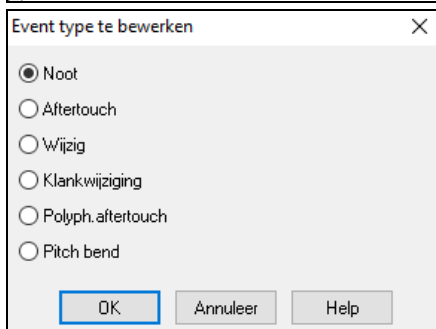 Event type te bewerken
Noot
Aftertouch
Wijzig
Klankwijziging
Polyph.aftertouch
Pitch bend
OK Annuleer Help